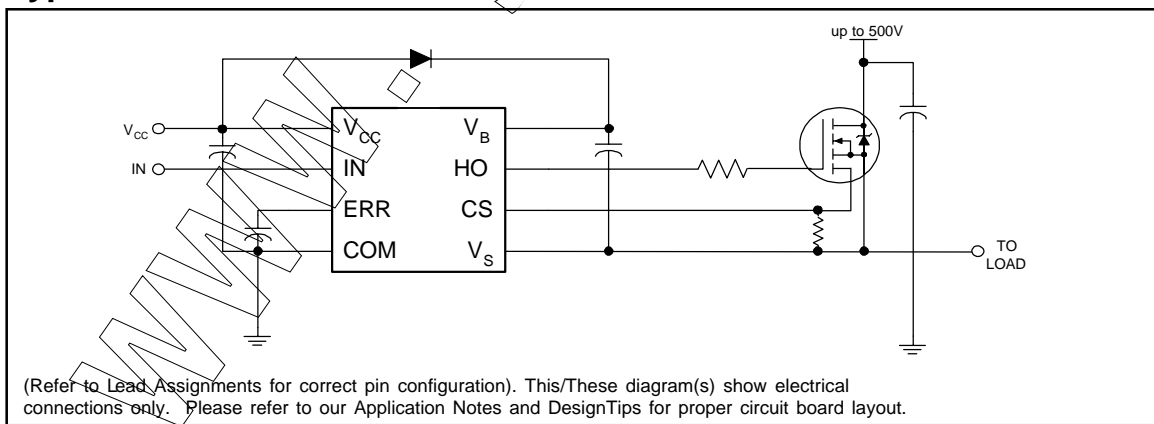 up to 500V
VCC
IN
VCC
IN
ERR
COM
VB
HO
CS
VS
TO
LOAD
(Refer to Lead Assignments for correct pin configuration). This/These diagram(s) show electrical
connections only. Please refer to our Application Notes and DesignTips for proper circuit board layout.